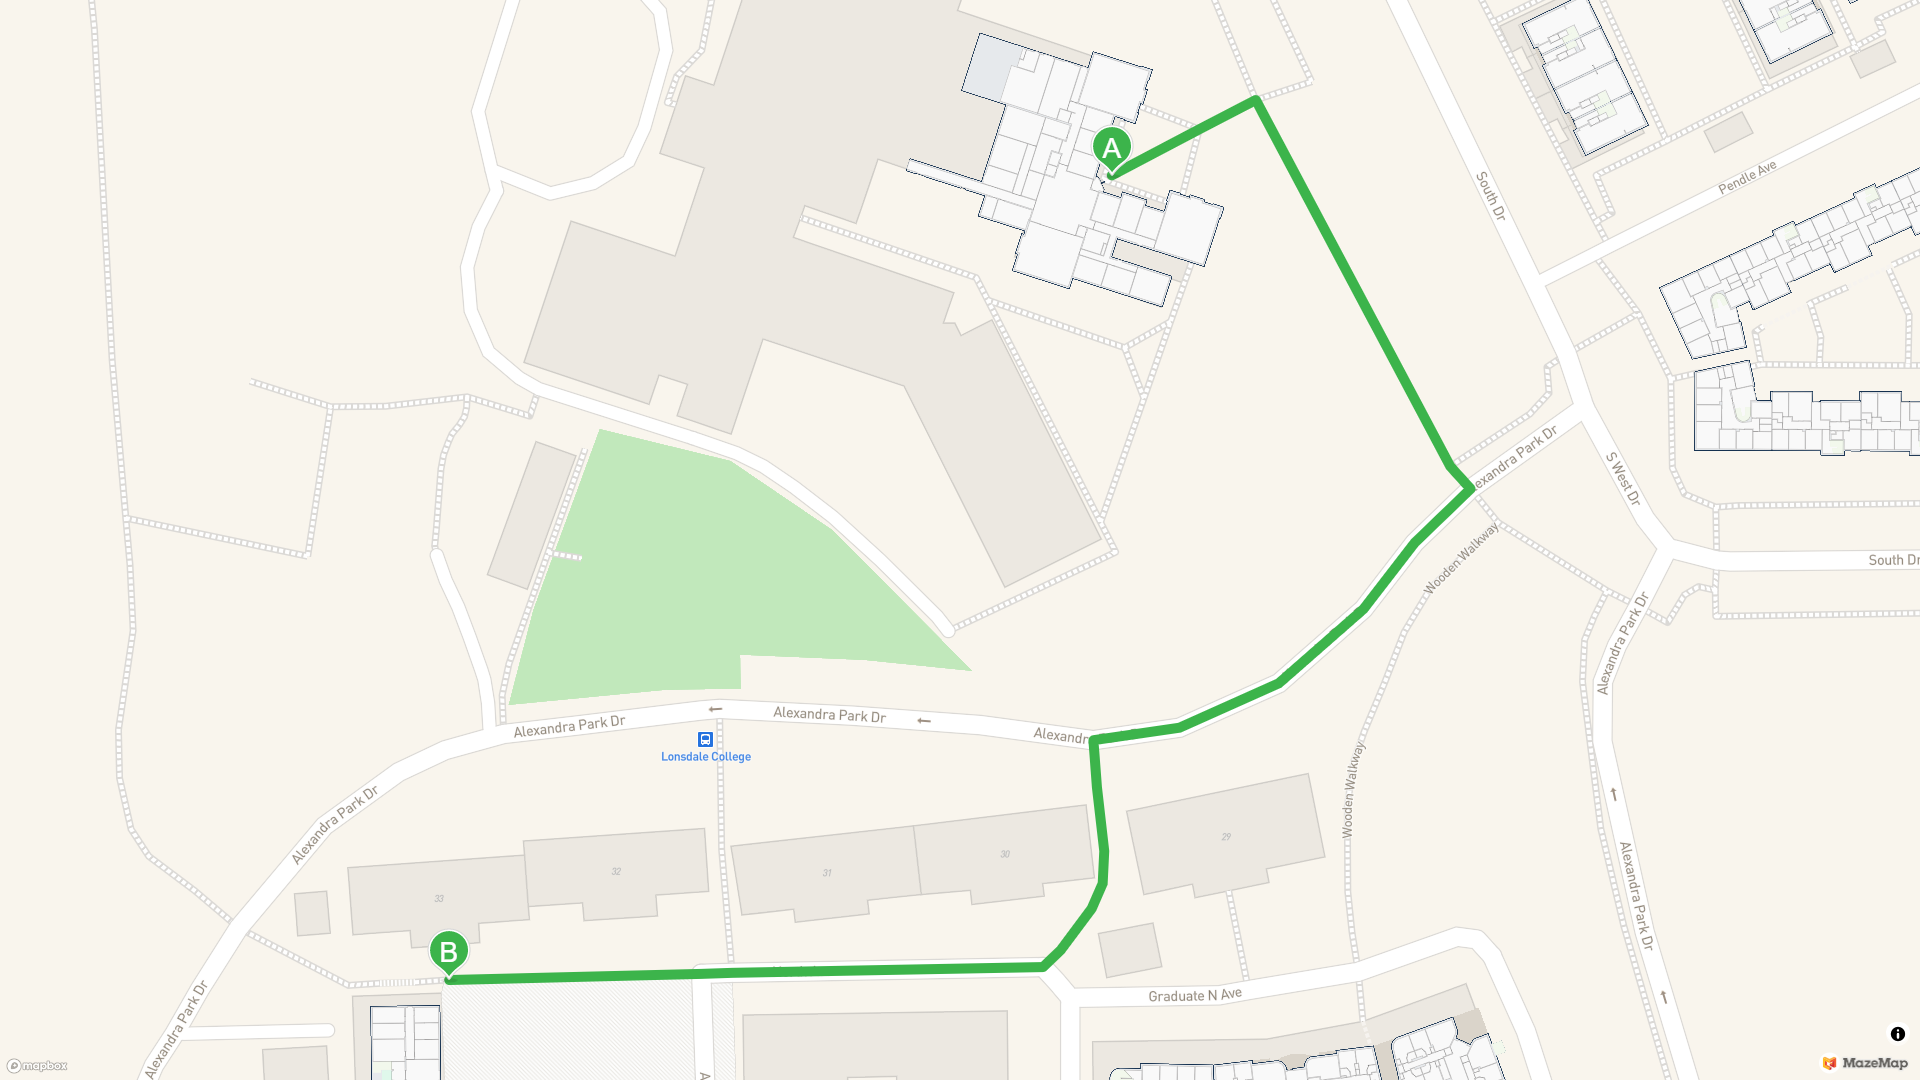 A
South Dr
Pendle Ave
Alexandra Park Dr
S West Dr
Wooden Walkway
South Dr
Alexandra Park Dr
Alexandra Park Dr
Alexandra Park Dr
Lonsdale College
Wooden Walkway
Alexandra Park Dr
29
30
31
32
33
Alexandra Park Dr
B
Graduate N Ave
Alexandra Park Dr
A
mapbox
i
MazeMap